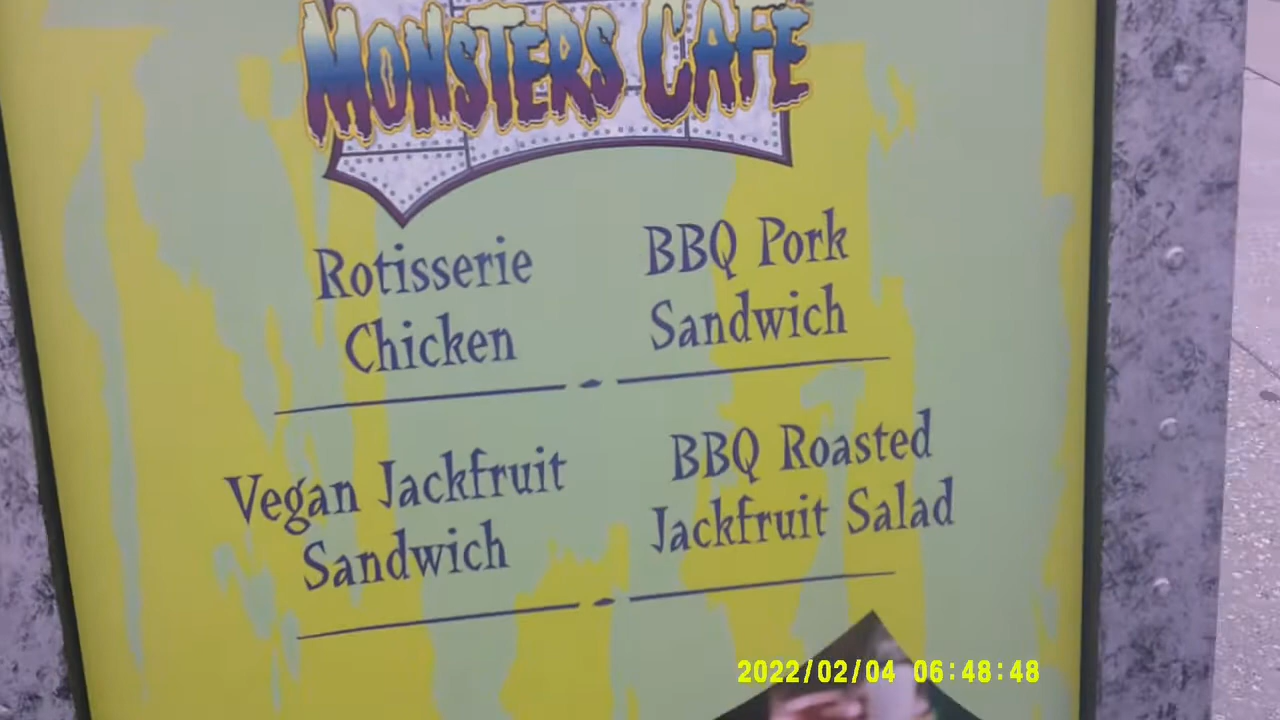 MONSTERS CAFE
Rotisserie
Chicken
BBQ Pork
Sandwich
Vegan Jackfruit
Sandwich
BBQ Roasted
Jackfruit Salad
2022/02/04 06:48:48